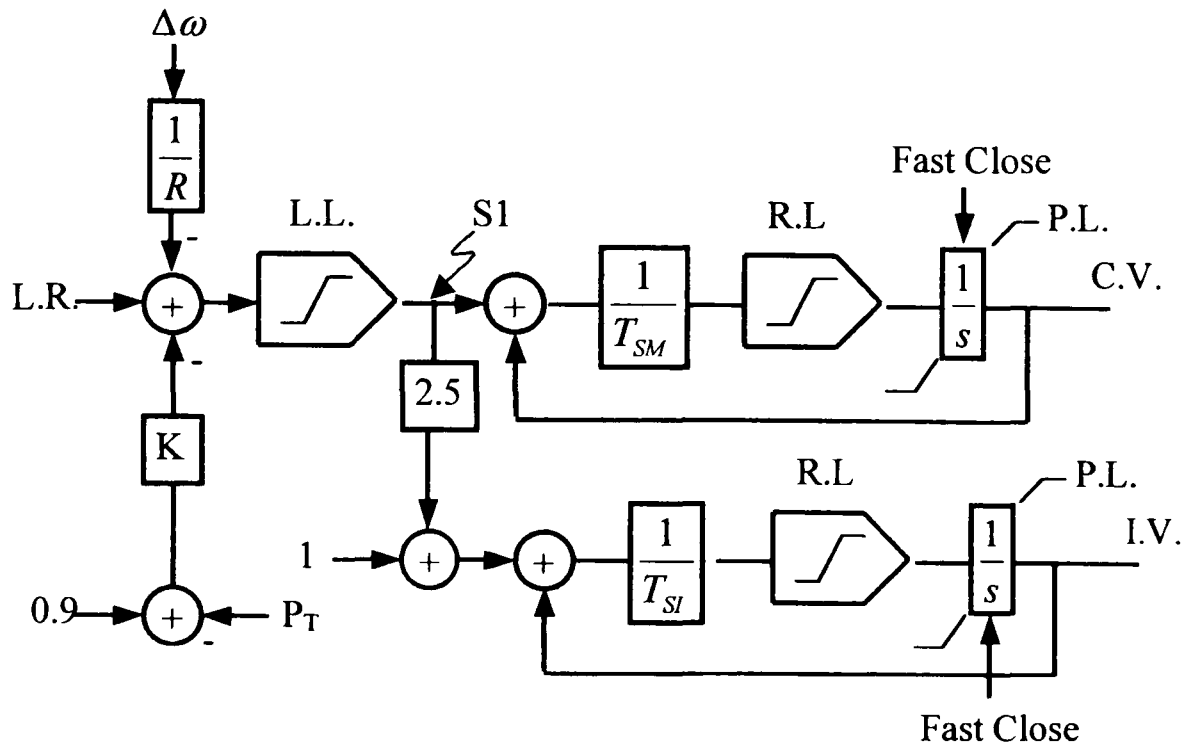 Δω
1
R
-
L.L.
S1
R.L
Fast Close
P.L.
L.R.
+
+
1
T_SM
1
s
C.V.
-
2.5
K
R.L
P.L.
1
+
+
1
T_SI
1
s
I.V.
0.9
+
P_T
-
Fast Close